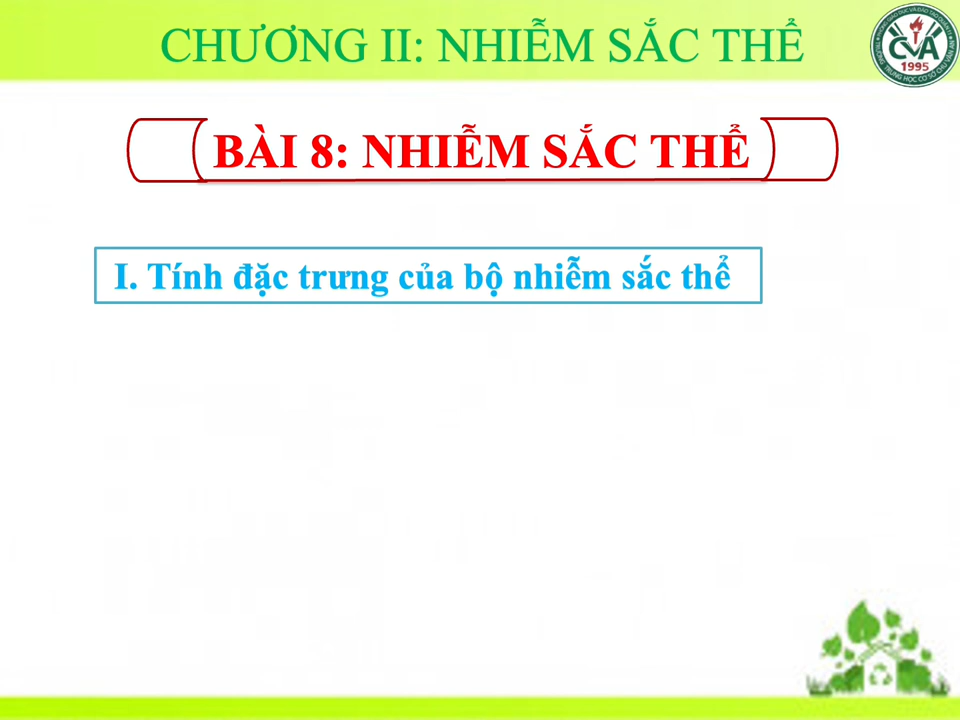 CHƯƠNG II: NHIỄM SẮC THỂ
CVA
1995
BÀI 8: NHIỄM SẮC THỂ
I. Tính đặc trưng của bộ nhiễm sắc thể